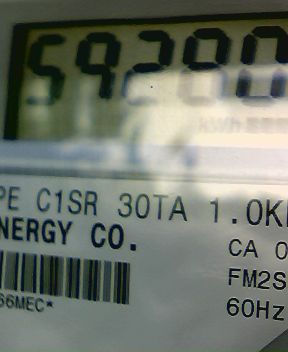 59280
kWh
PE C1SR 30TA 1.0K
NERGY CO.
CA 0
FM2S
66MEC*
60Hz